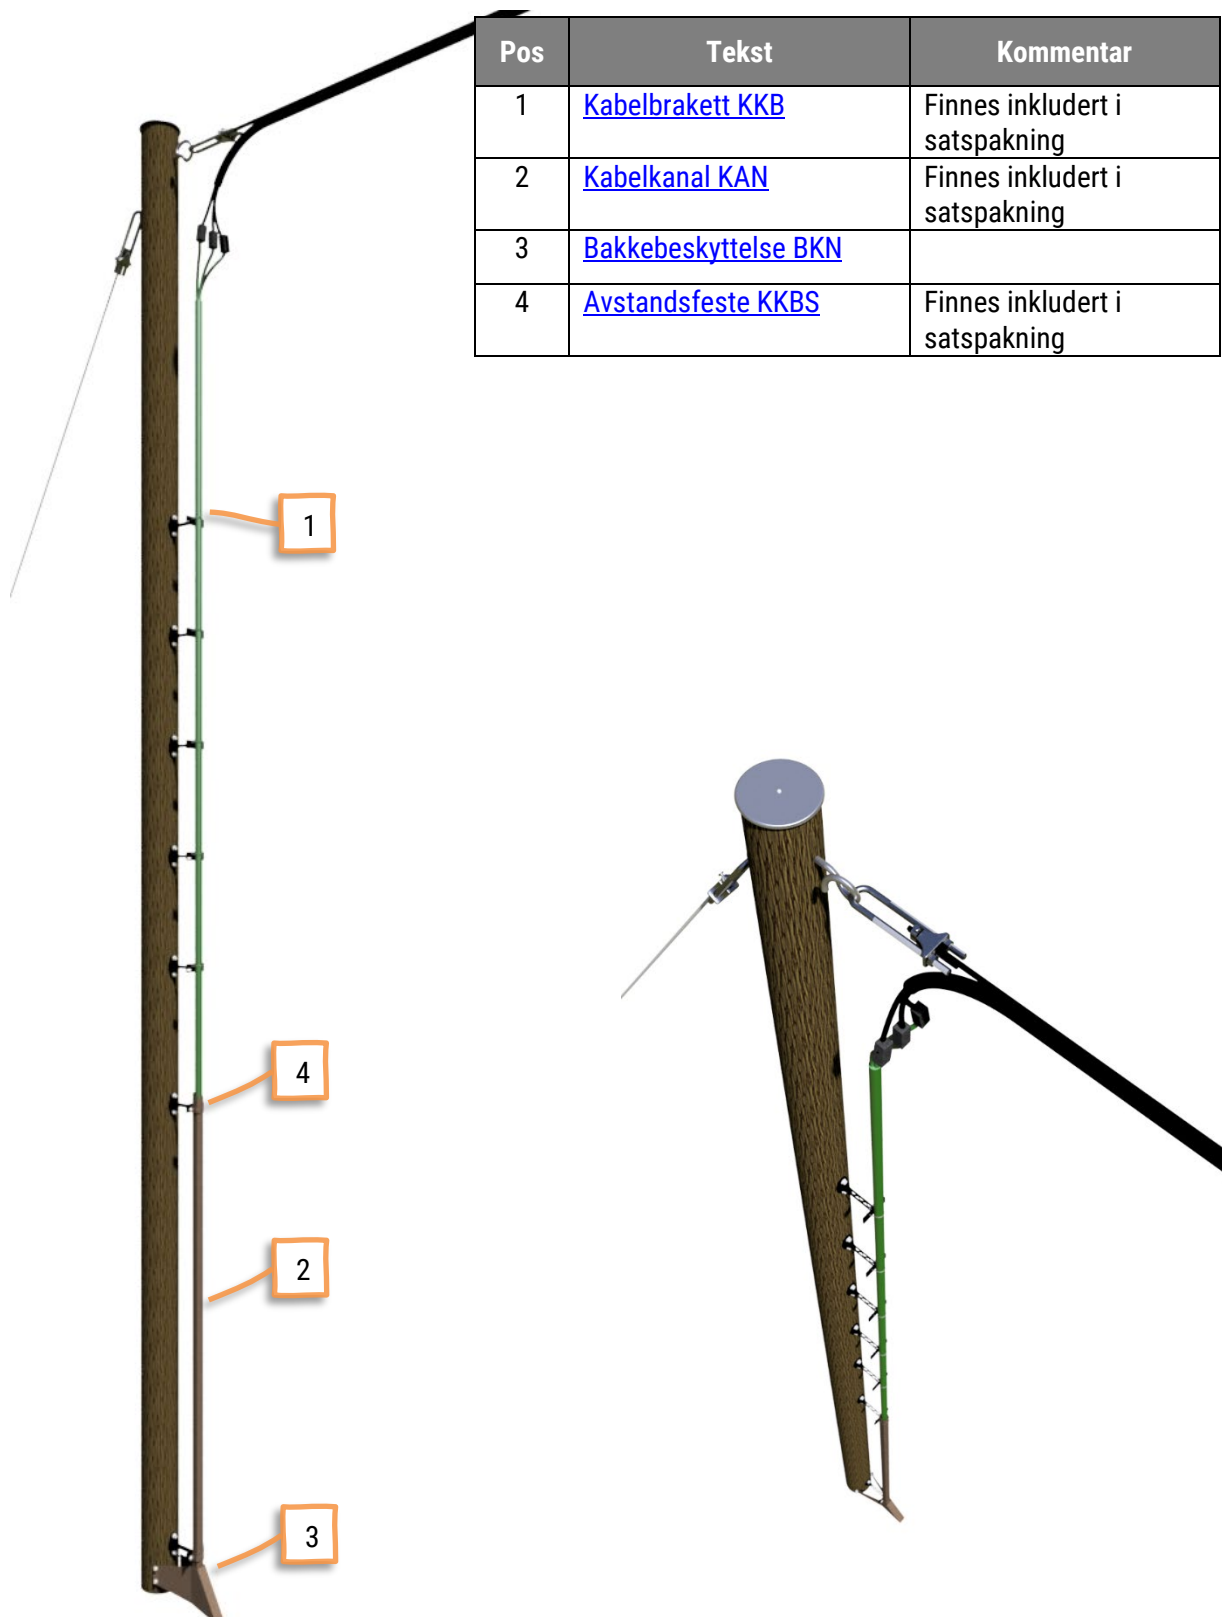 Pos Tekst Kommentar
1 Kabelbrakett KKB Finnes inkludert i
satspakning
2 Kabelkanal KAN Finnes inkludert i
satspakning
3 Bakkebeskyttelse BKN
4 Avstandsfeste KKBS Finnes inkludert i
satspakning
1
4
2
3